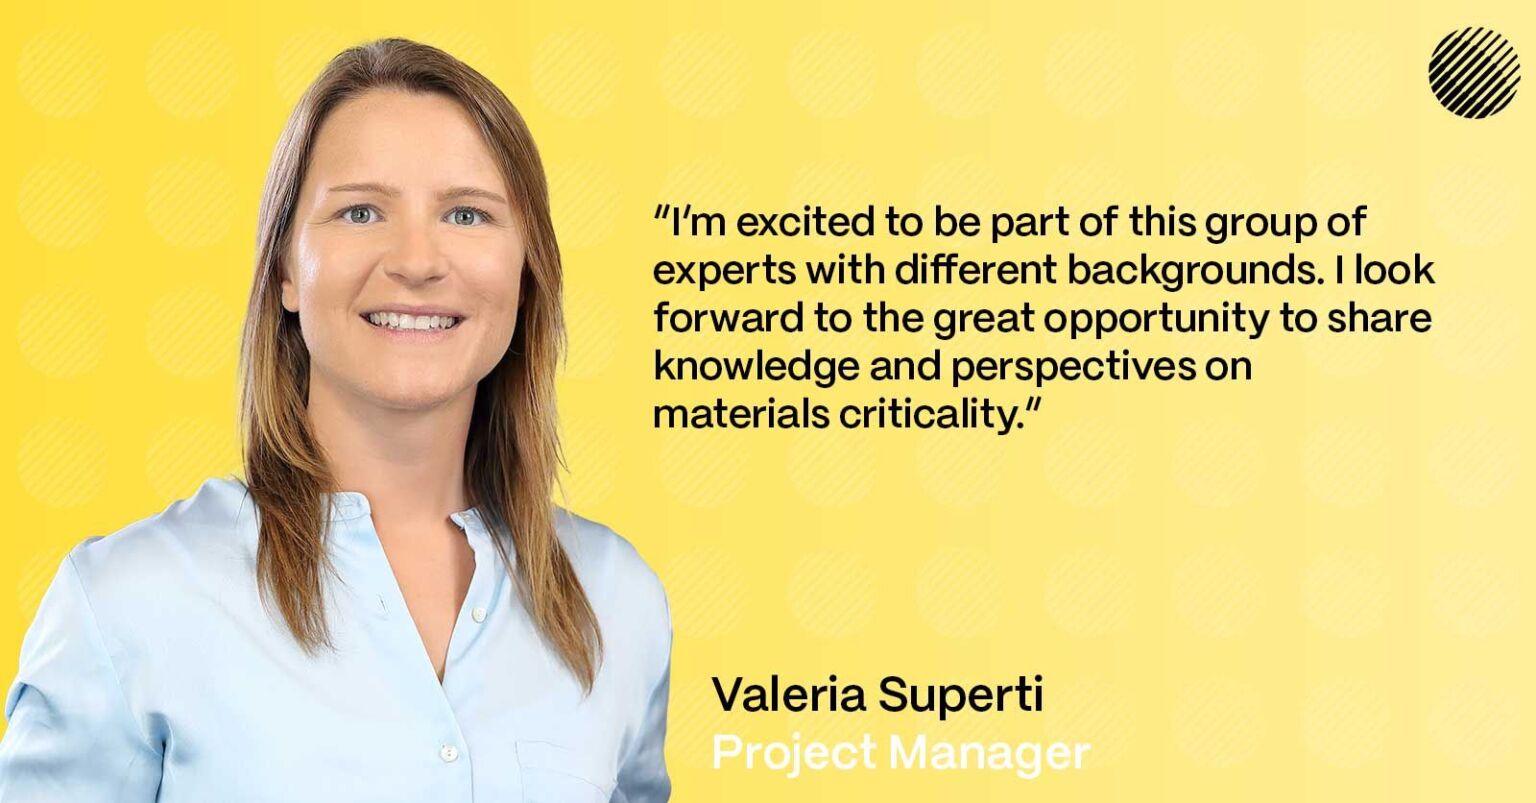 "I'm excited to be part of this group of
experts with different backgrounds. I look
forward to the great opportunity to share
knowledge and perspectives on
materials criticality."
Valeria Superti
Project Manager